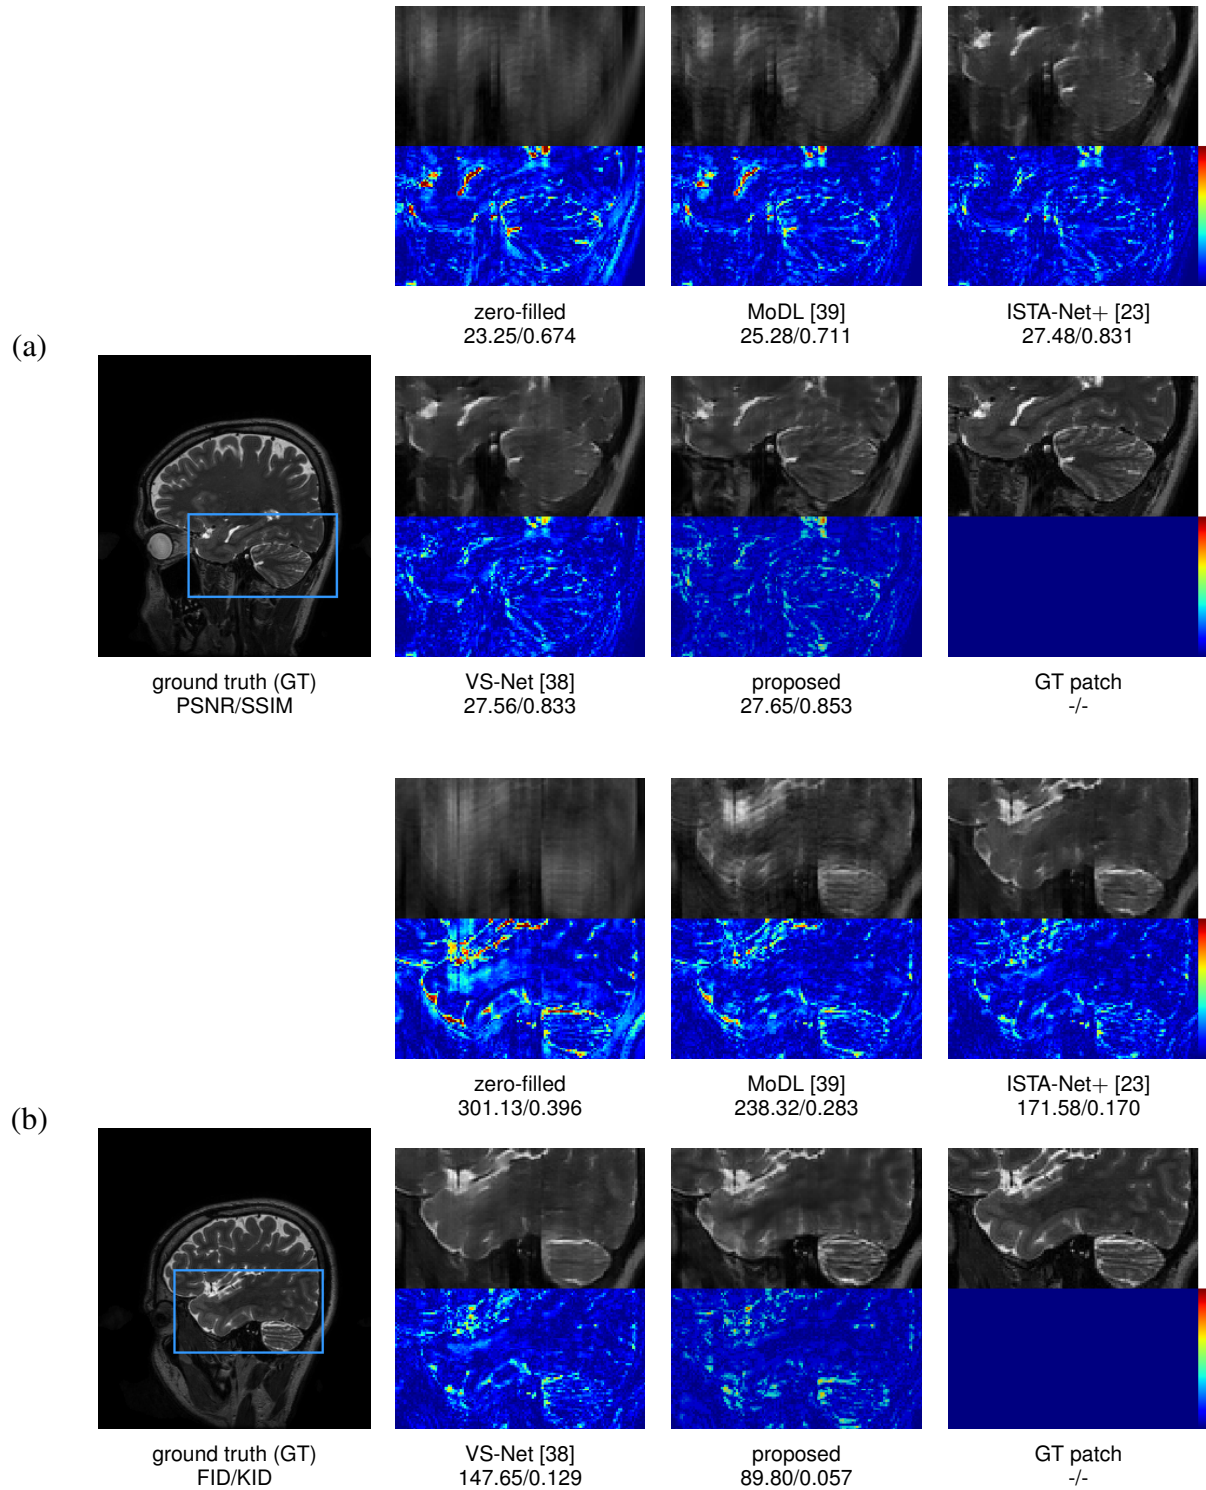 zero-filled
23.25/0.674
MoDL [39]
25.28/0.711
ISTA-Net+ [23]
27.48/0.831
(a)
ground truth (GT)
PSNR/SSIM
VS-Net [38]
27.56/0.833
proposed
27.65/0.853
GT patch
-/-
zero-filled
301.13/0.396
MoDL [39]
238.32/0.283
ISTA-Net+ [23]
171.58/0.170
(b)
ground truth (GT)
FID/KID
VS-Net [38]
147.65/0.129
proposed
89.80/0.057
GT patch
-/-